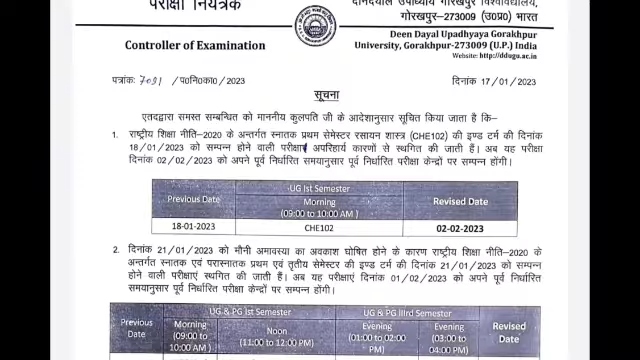 परीक्षा नियंत्रक
Controller of Examination
दीनदयाल उपाध्याय गोरखपुर विश्वविद्यालय,
गोरखपुर-273009 (उ०प्र०) भारत
Deen Dayal Upadhyaya Gorakhpur
University, Gorakhpur-273009 (U.P.) India
Website: http://ddugu.ac.in
पत्रांक: 7091 / प०नि०का० /2023
दिनांक 17/01/2023
सूचना
एतदद्वारा समस्त सम्बन्धित को माननीय कुलपति जी के आदेशानुसार सूचित किया जाता है कि-
1. राष्ट्रीय शिक्षा नीति-2020 के अन्तर्गत स्नातक प्रथम सेमेस्टर रसायन शास्त्र (CHE102) की इण्ड टर्म की दिनांक
18/01/2023 को सम्पन्न होने वाली परीक्षा अपरिहार्य कारणों से स्थगित की जाती हैं। अब यह परीक्षा
दिनांक 02/02/2023 को अपने पूर्व निर्धारित समयानुसार पूर्व निर्धारित परीक्षा केन्द्रों पर सम्पन्न होंगी।
UG Ist Semester
Previous Date
Morning
(09:00 to 10:00 AM )
Revised Date
18-01-2023
CHE102
02-02-2023
2. दिनांक 21/01/2023 को मौनी अमावस्या का अवकाश घोषित होने के कारण राष्ट्रीय शिक्षा नीति-2020 के
अन्तर्गत स्नातक एवं परास्नातक प्रथम एवं तृतीय सेमेस्टर की इण्ड टर्म की दिनांक 21/01/2023 को सम्पन्न
होने वाली परीक्षाएं स्थगित की जाती हैं। अब यह परीक्षाएं दिनांक 01/02/2023 को अपने पूर्व निर्धारित
समयानुसार पूर्व निर्धारित परीक्षा केन्द्रों पर सम्पन्न होंगी।
UG & PG Ist Semester
UG & PG IIIrd Semester
Previous
Date
Morning
(09:00 to
10:00 AM
Noon
(11:00 to 12:00 PM)
Evening
(01:00 to 02:00
PM)
Evening
(03:00 to
04:00 PM)
Revised
Date